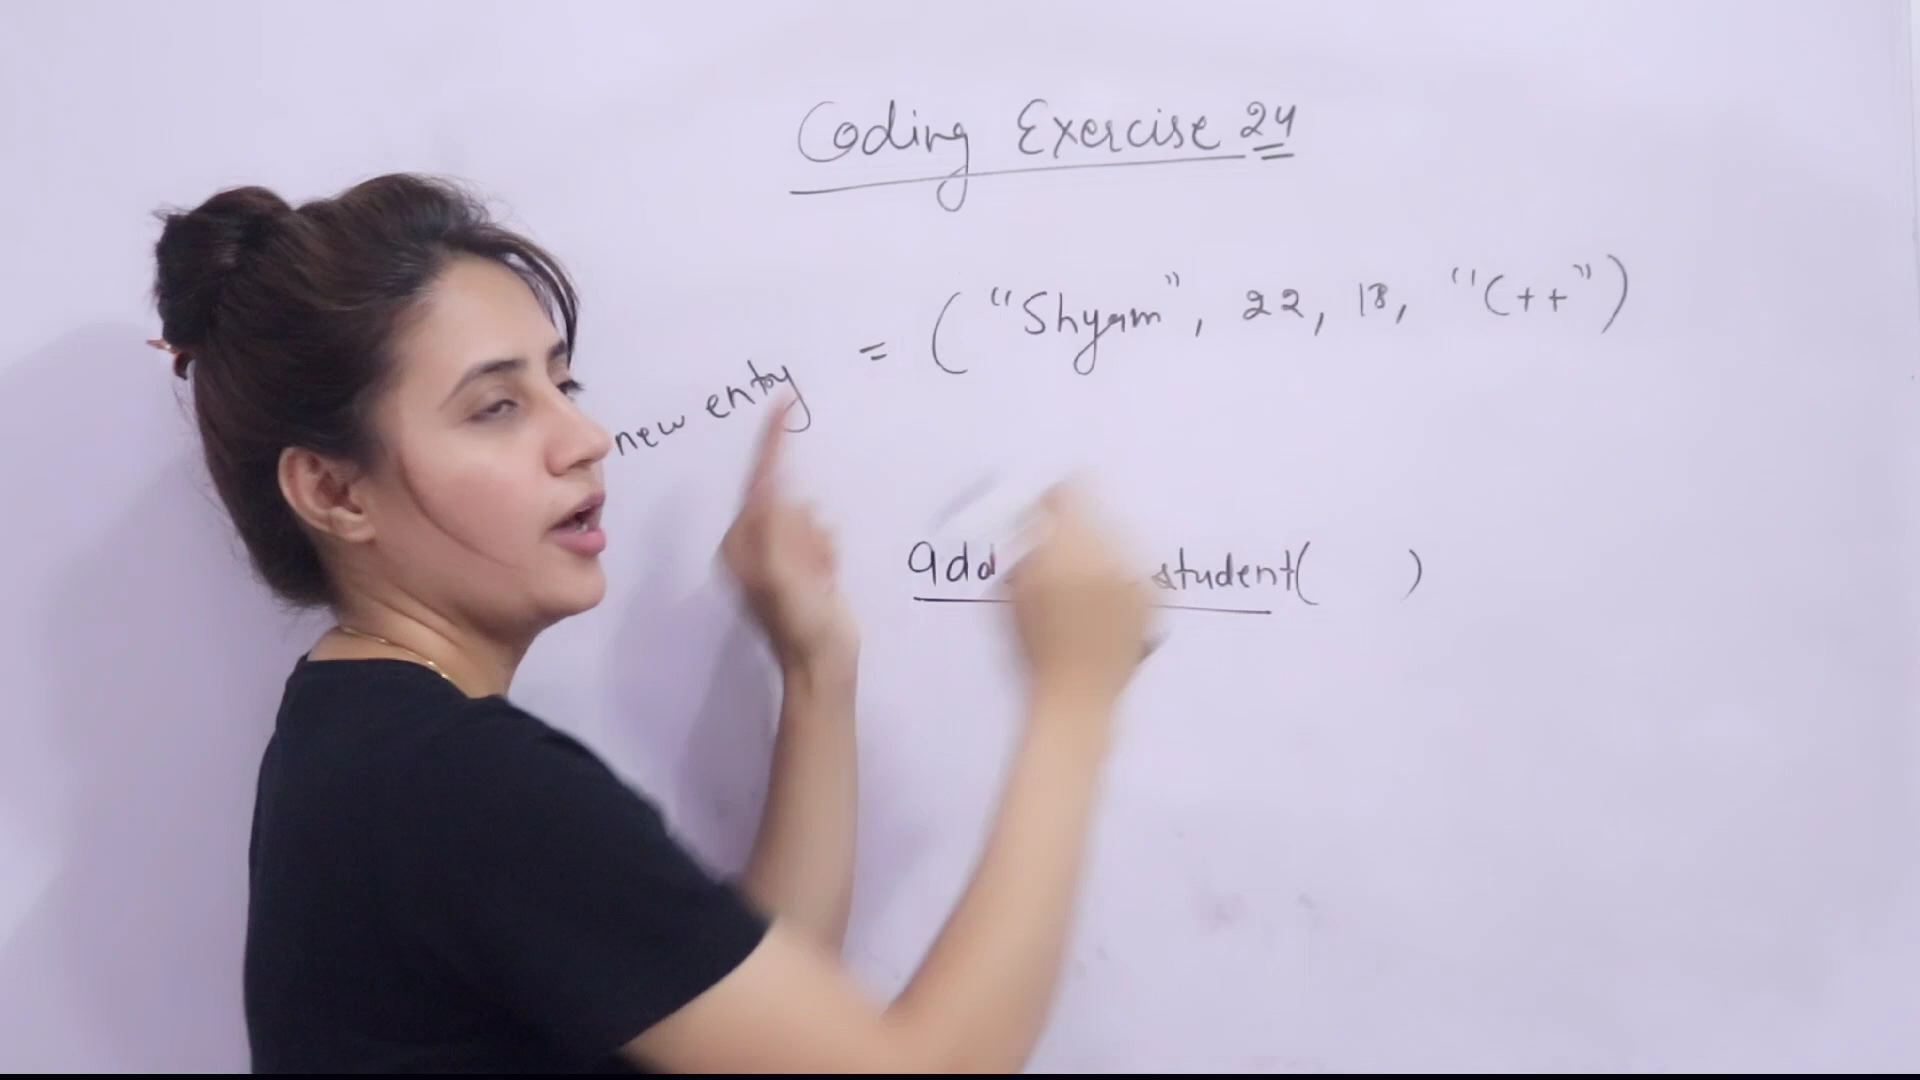 Coding Exercise 24
new entry = ("Shyam", 22, 18, "C++")
add student( )